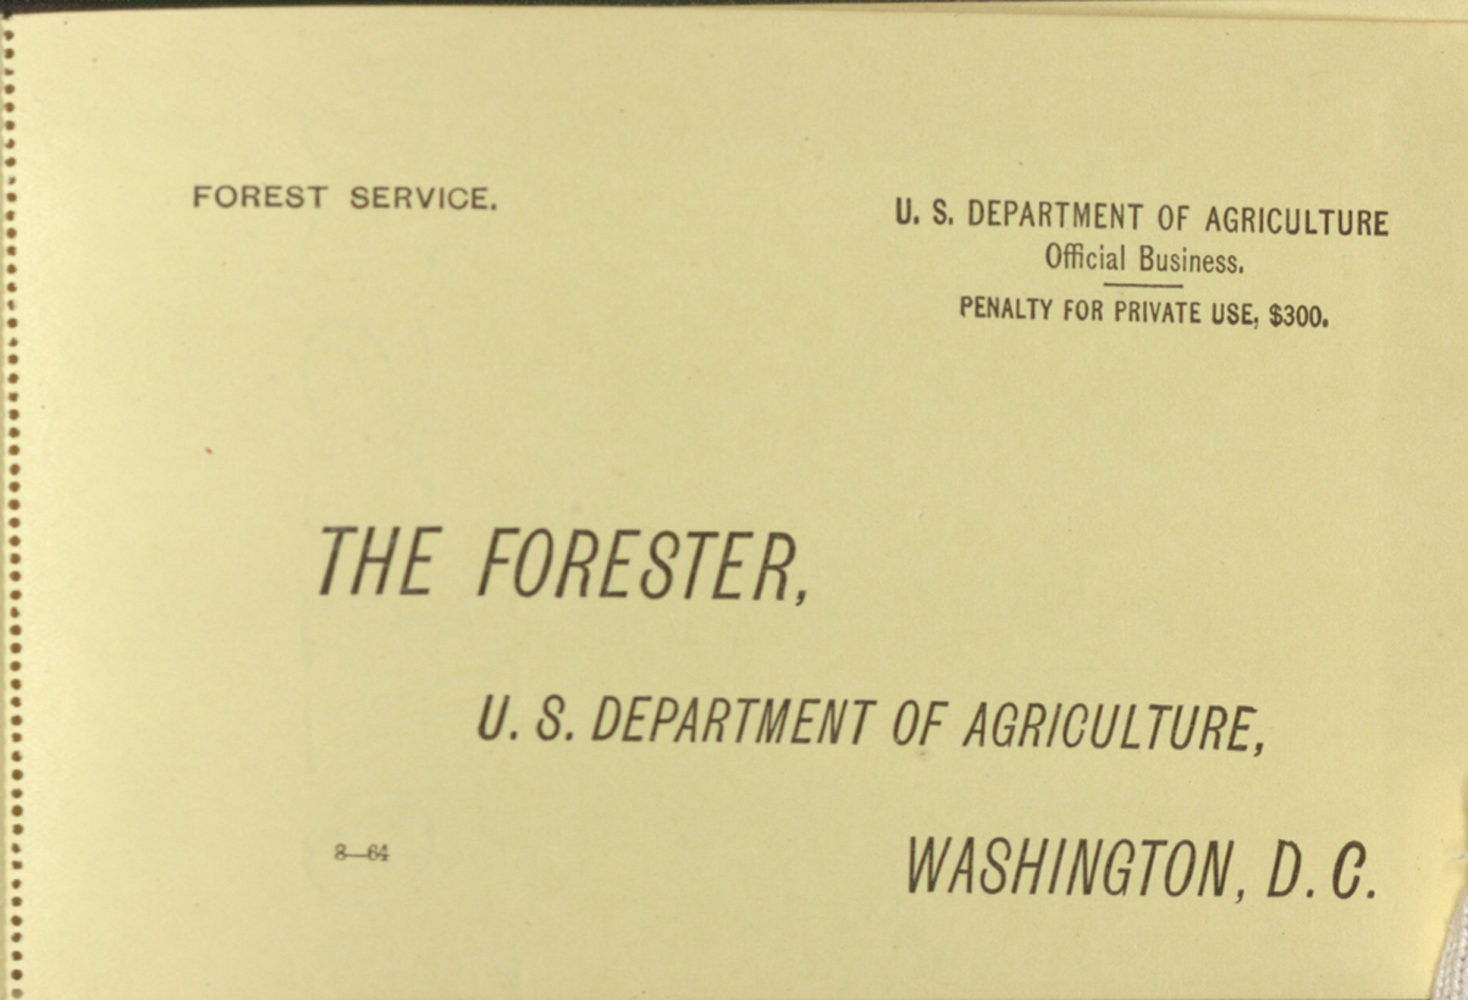 FOREST SERVICE.
U. S. DEPARTMENT OF AGRICULTURE
Official Business.
PENALTY FOR PRIVATE USE, $300.
THE FORESTER,
U. S. DEPARTMENT OF AGRICULTURE,
WASHINGTON, D. C.
8—64